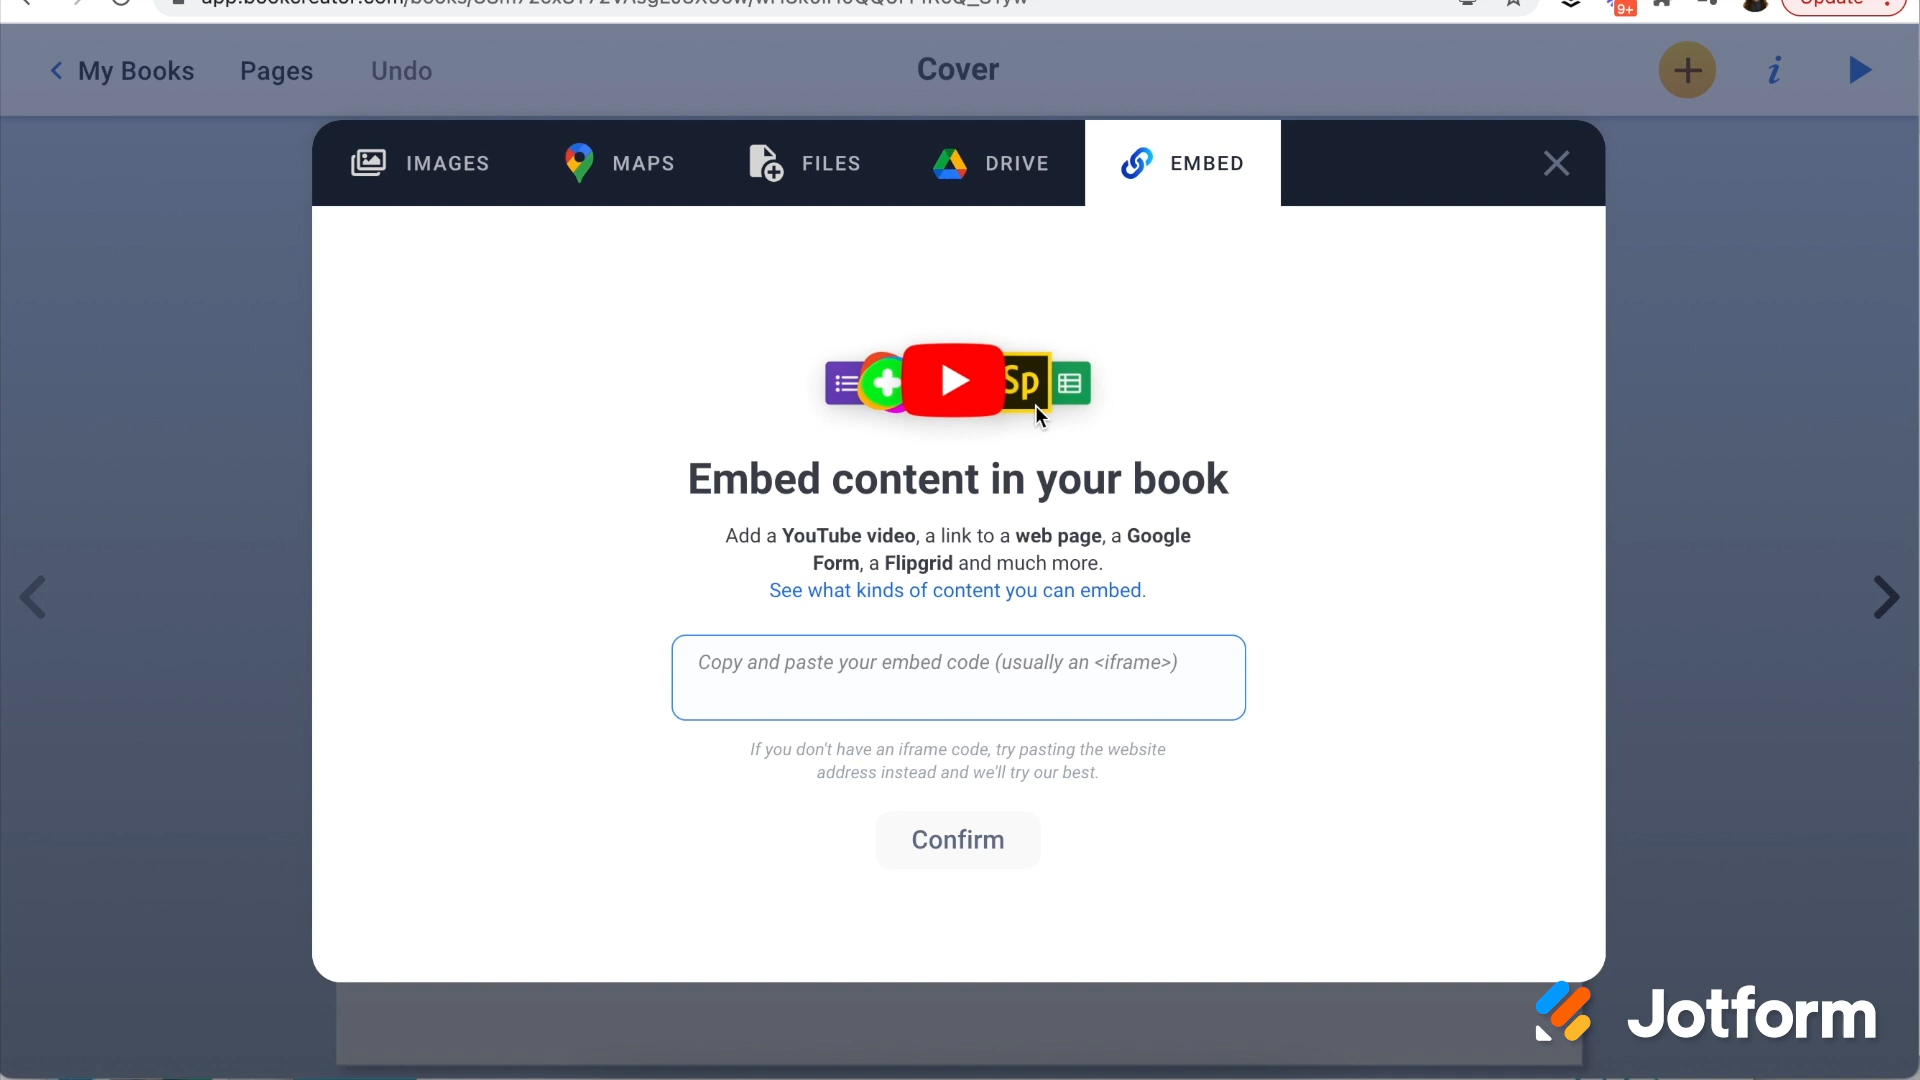 9+
My Books
Pages
Undo
Cover
i
IMAGES
MAPS
FILES
DRIVE
EMBED
Sp
Embed content in your book
Add a YouTube video, a link to a web page, a Google
Form, a Flipgrid and much more.
See what kinds of content you can embed.
Copy and paste your embed code (usually an <iframe>)
If you don't have an iframe code, try pasting the website
address instead and we'll try our best.
Confirm
Jotform